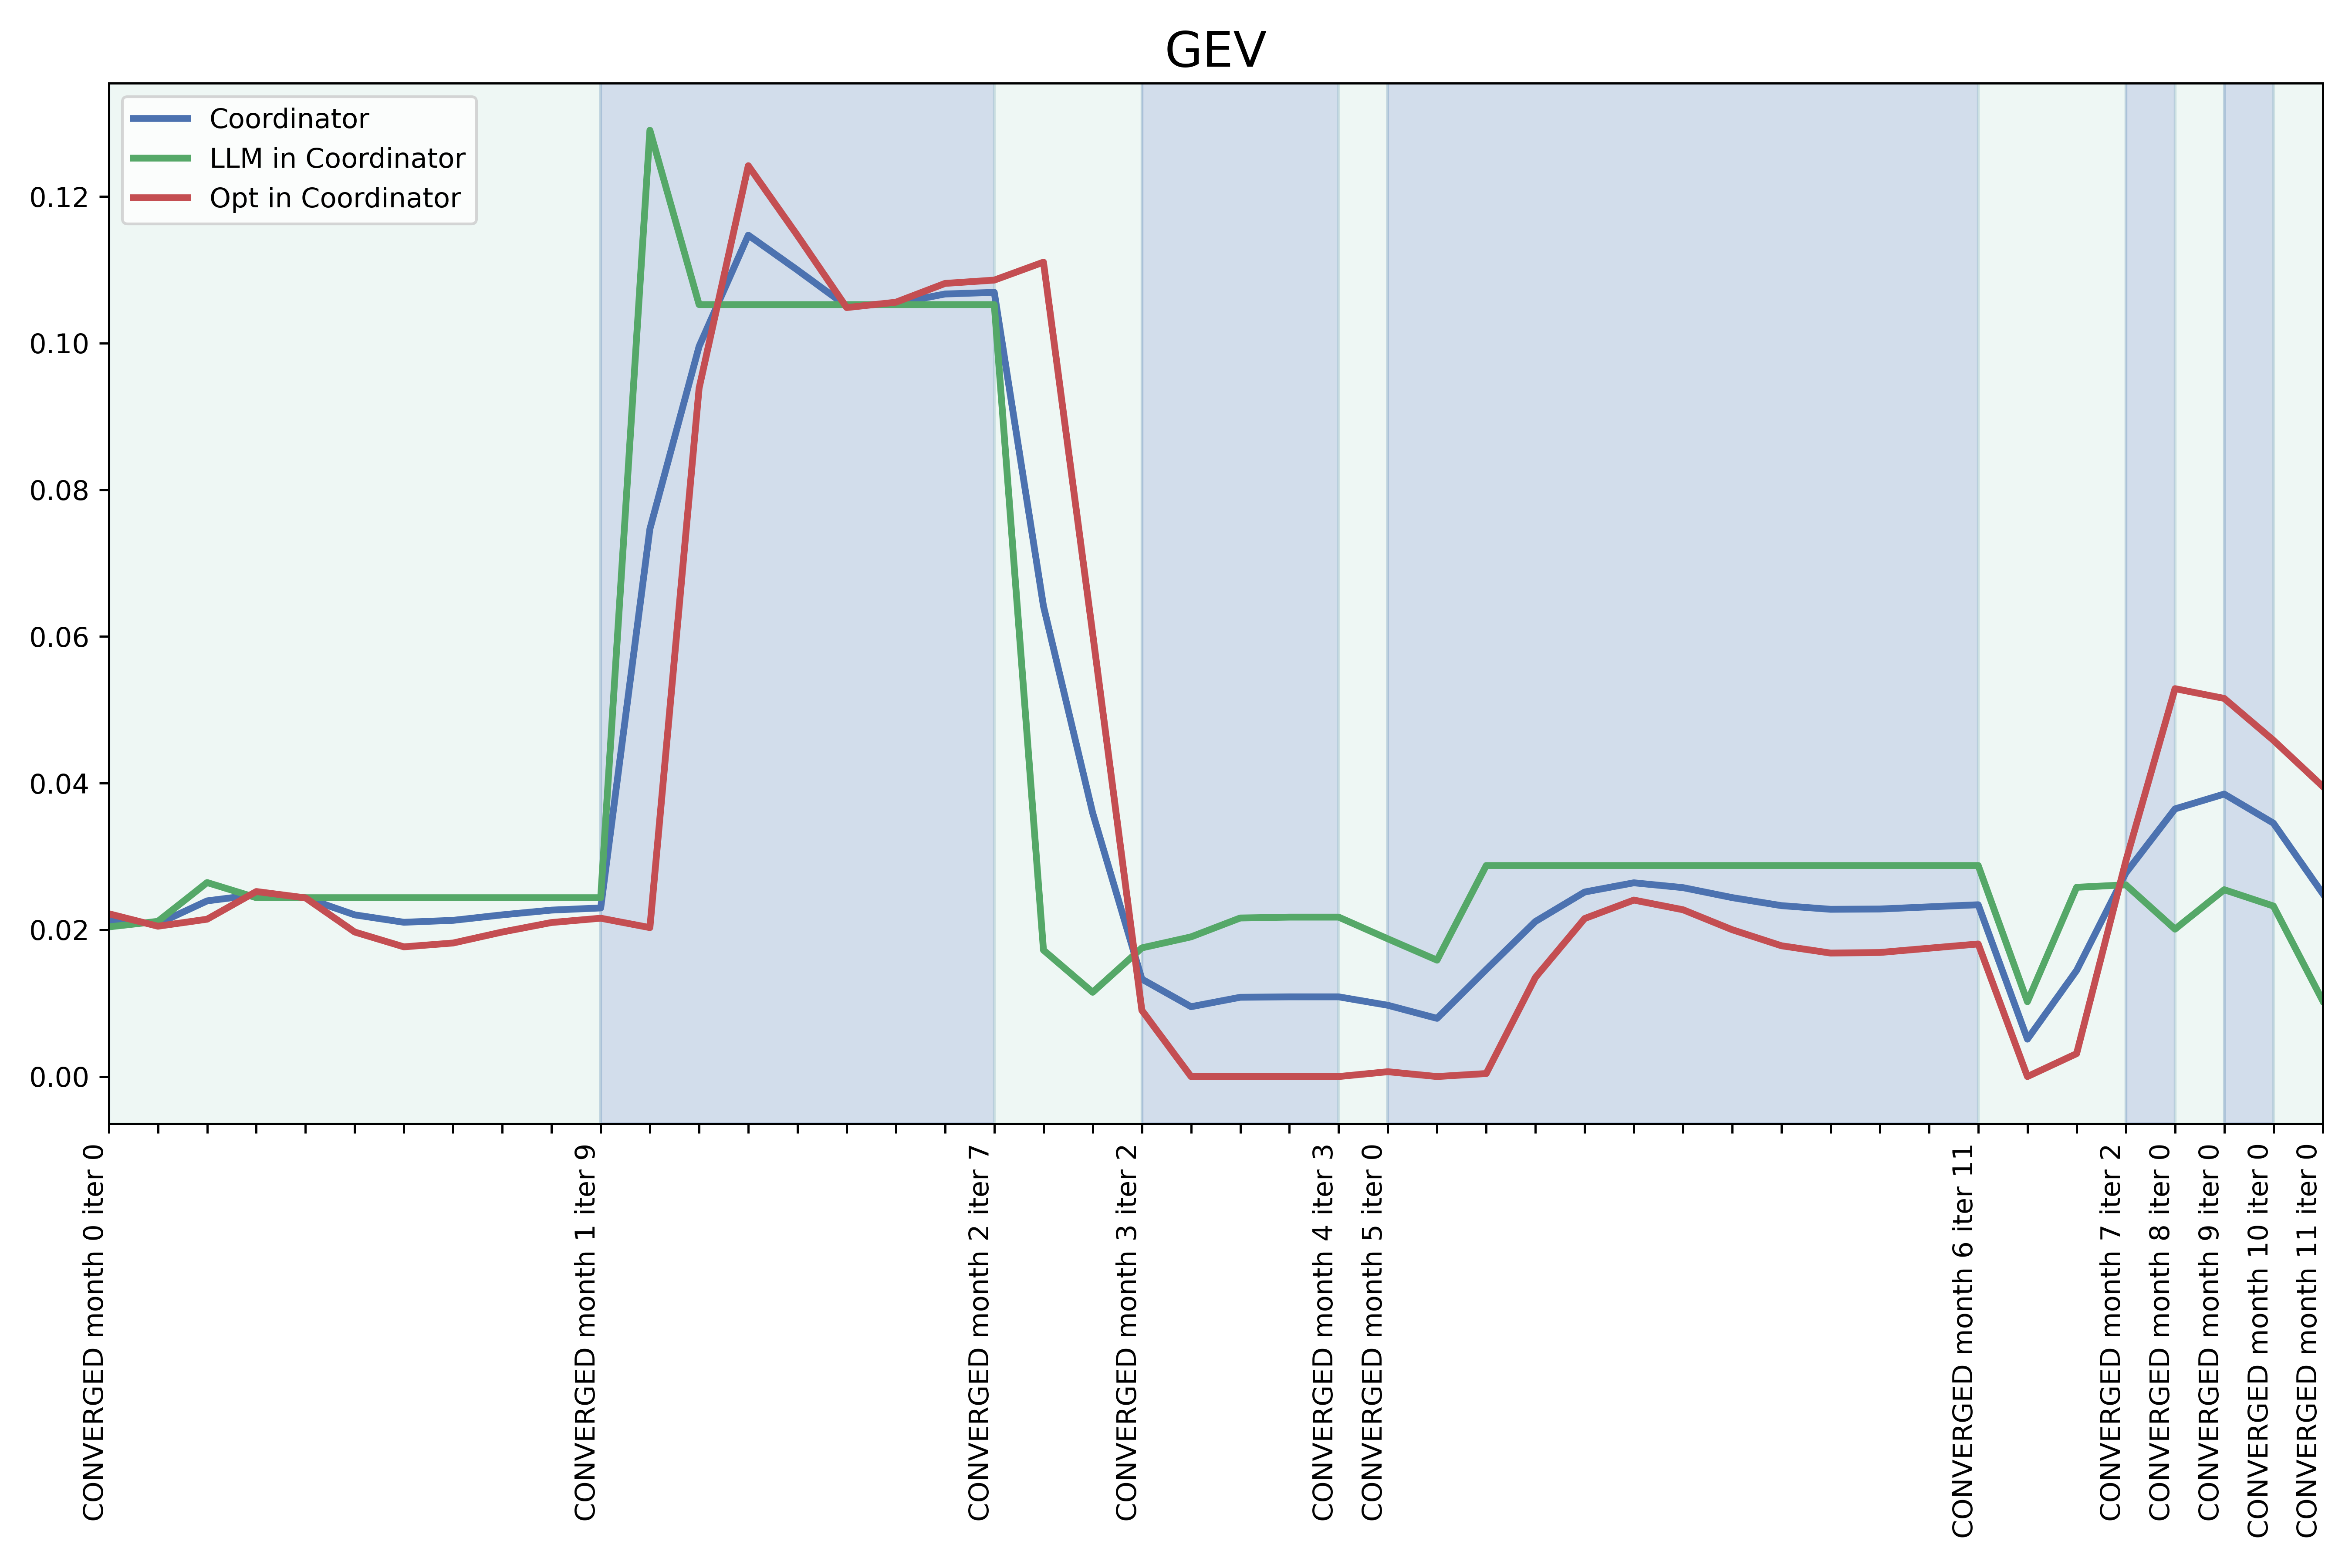 GEV
Coordinator
LLM in Coordinator
Opt in Coordinator
0.12
0.10
0.08
0.06
0.04
0.02
0.00
CONVERGED month 0 iter 0
CONVERGED month 1 iter 9
CONVERGED month 2 iter 7
CONVERGED month 3 iter 2
CONVERGED month 4 iter 3
CONVERGED month 5 iter 0
CONVERGED month 6 iter 11
CONVERGED month 7 iter 2
CONVERGED month 8 iter 0
CONVERGED month 9 iter 0
CONVERGED month 10 iter 0
CONVERGED month 11 iter 0